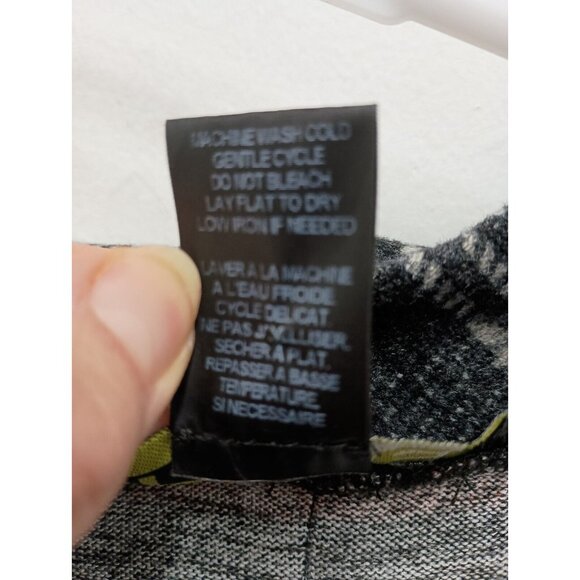 MACHINE WASH COLD
GENTLE CYCLE
DO NOT BLEACH
LAY FLAT TO DRY
LOW IRON IF NEEDED
LAVER A LA MACHINE
A L'EAU FROIDE.
CYCLE DELICAT.
NE PAS
SECHER A PLAT.
REPASSER A BASSE
TEMPERATURE,
SI NECESSAIRE